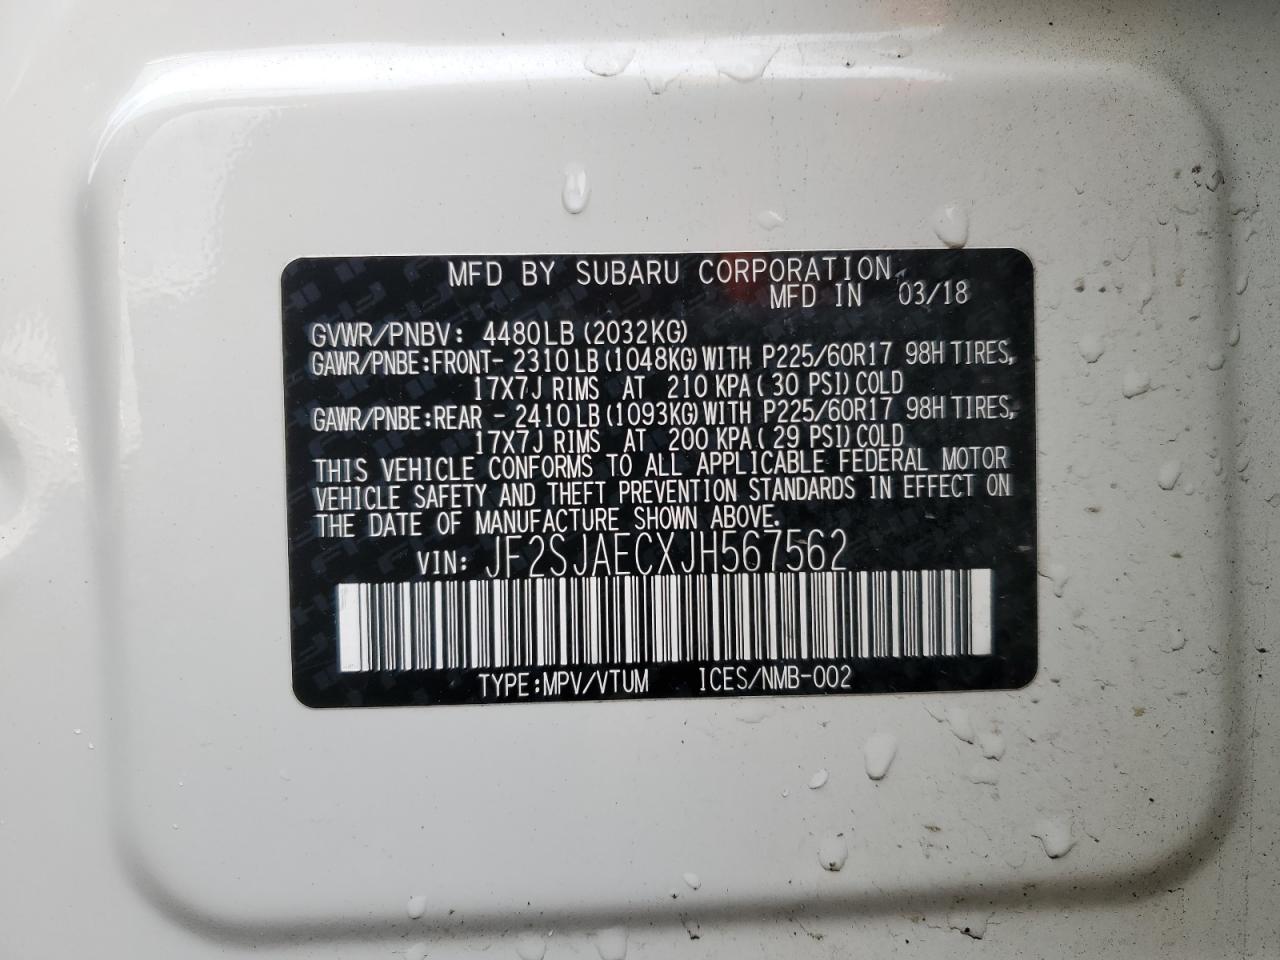 MFD BY SUBARU CORPORATION
MFD IN 03/18
GVWR/PNBV: 4480LB (2032KG)
GAWR/PNBE:FRONT- 2310LB (1048KG) WITH P225/60R17 98H TIRES,
17X7J RIMS AT 210 KPA ( 30 PSI) COLD
GAWR/PNBE:REAR - 2410LB (1093KG) WITH P225/60R17 98H TIRES,
17X7J RIMS AT 200 KPA ( 29 PSI) COLD
THIS VEHICLE CONFORMS TO ALL APPLICABLE FEDERAL MOTOR
VEHICLE SAFETY AND THEFT PREVENTION STANDARDS IN EFFECT ON
THE DATE OF MANUFACTURE SHOWN ABOVE.
VIN: JF2SJAECXJH567562
TYPE:MPV/VTUM ICES/NMB-002